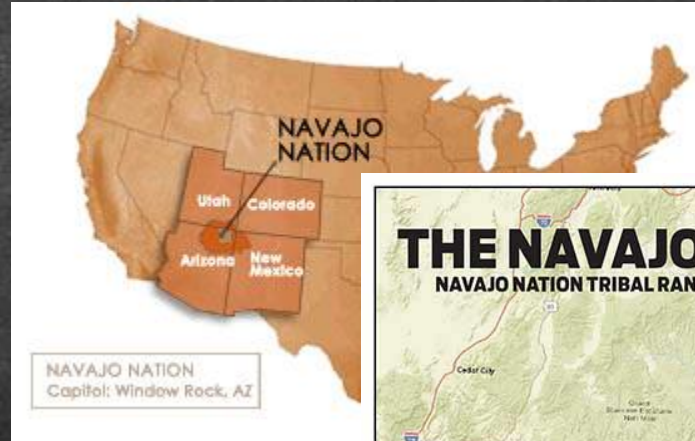 NAVAJO
NATION
Utah
Colorado
Arizona
New
Mexico
NAVAJO NATION
Capitol: Window Rock, AZ
THE NAVAJO
NAVAJO NATION TRIBAL RAN
Cedar City